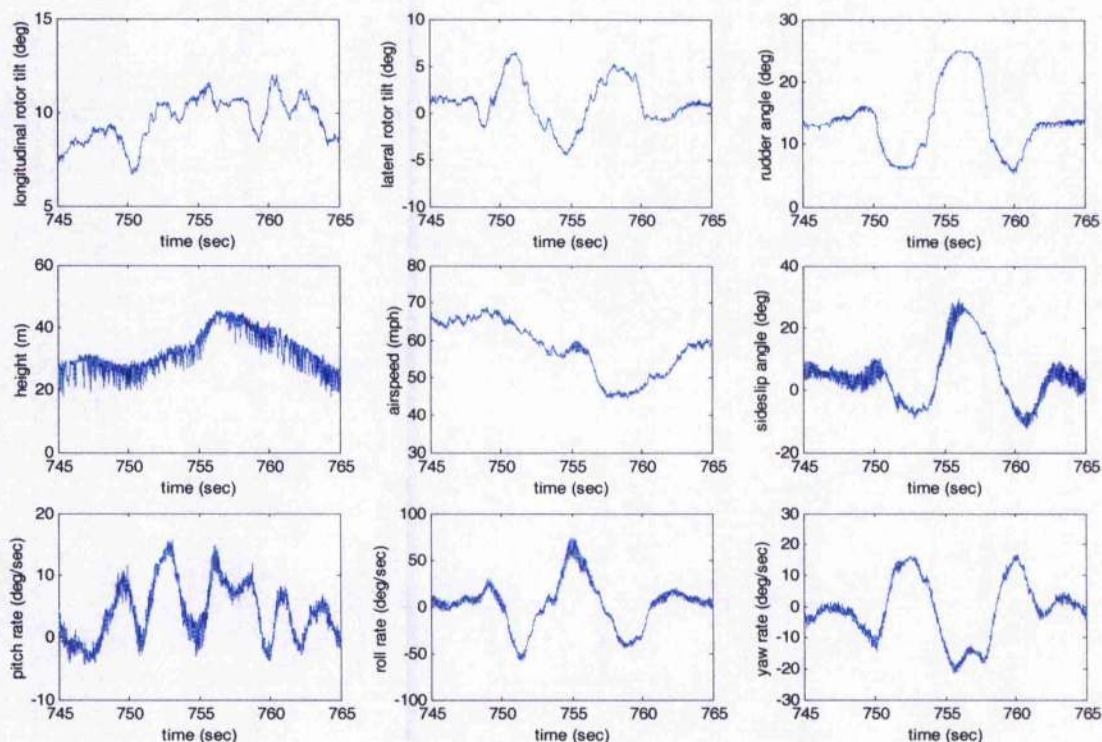 longitudinal rotor tilt (deg)
15
10
5
745 750 755 760 765
time (sec)
lateral rotor tilt (deg)
10
5
0
-5
-10
745 750 755 760 765
time (sec)
rudder angle (deg)
30
20
10
0
745 750 755 760 765
time (sec)
height (m)
60
40
20
0
745 750 755 760 765
time (sec)
airspeed (mph)
80
70
60
50
40
30
745 750 755 760 765
time (sec)
sideslip angle (deg)
40
20
0
-20
745 750 755 760 765
time (sec)
pitch rate (deg/sec)
20
10
0
-10
745 750 755 760 765
time (sec)
roll rate (deg/sec)
100
50
0
-50
-100
745 750 755 760 765
time (sec)
yaw rate (deg/sec)
30
20
10
0
-10
-20
-30
745 750 755 760 765
time (sec)